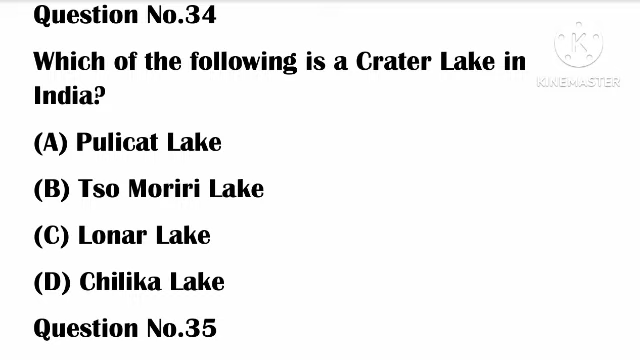 Question No.34
Which of the following is a Crater Lake in
India?
(A) Pulicat Lake
(B) Tso Moriri Lake
(C) Lonar Lake
(D) Chilika Lake
Question No.35
K
KINEMASTER